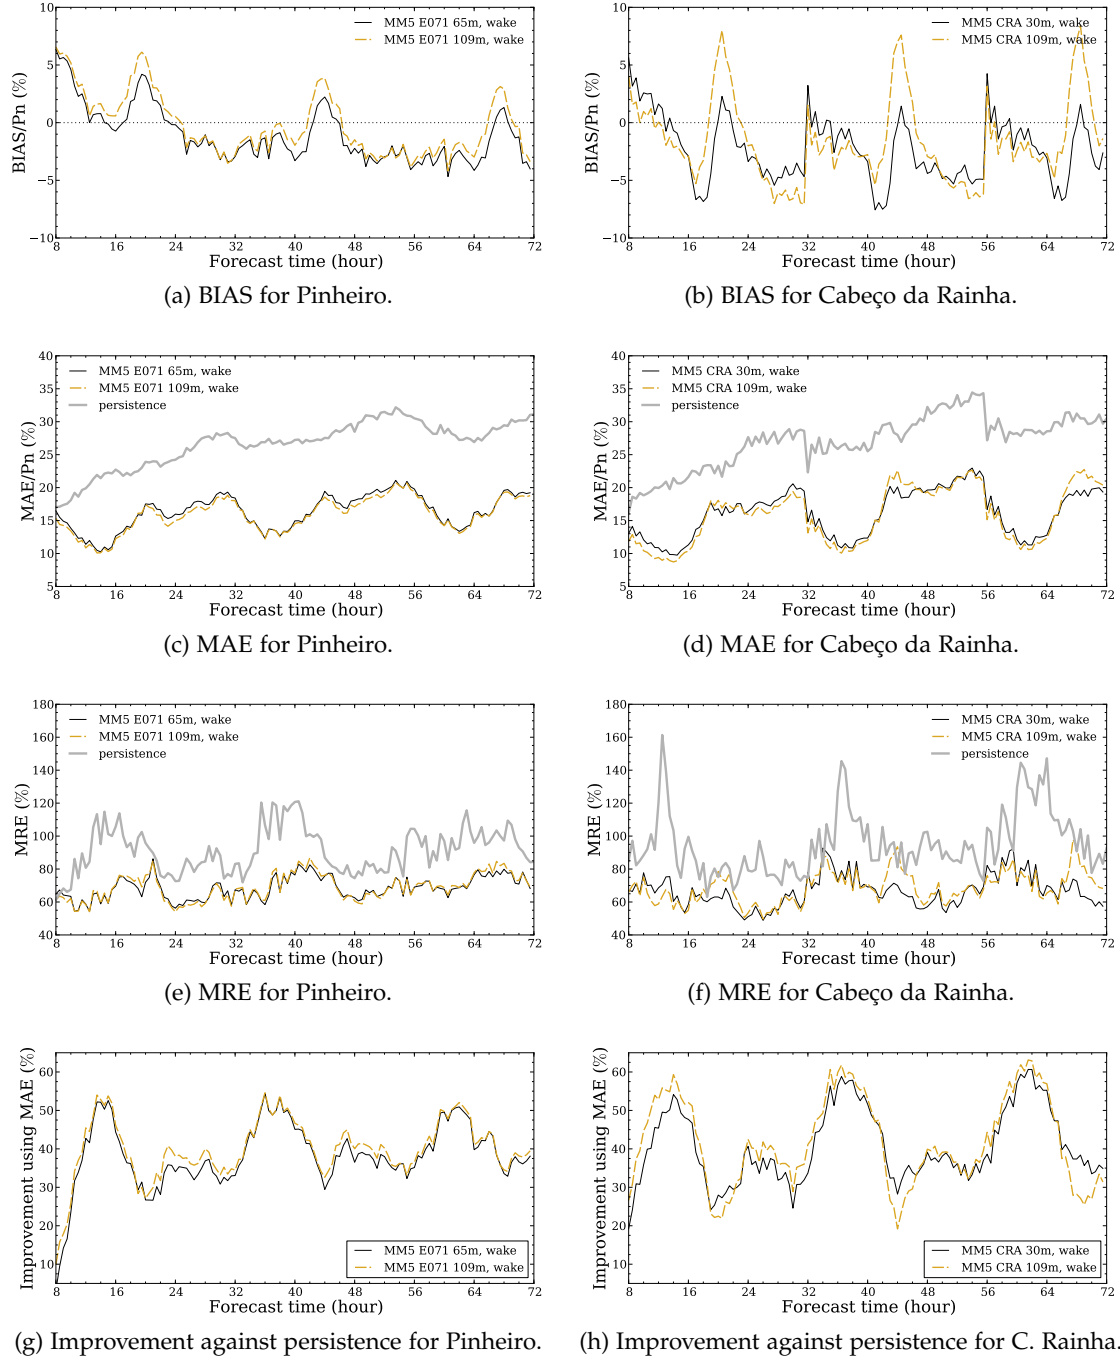 10
5
0
−5
−10
BIAS/Pn (%)
MM5 E071 65m, wake
MM5 E071 109m, wake
8 16 24 32 40 48 56 64 72
Forecast time (hour)
(a) BIAS for Pinheiro.
10
5
0
−5
−10
BIAS/Pn (%)
MM5 CRA 30m, wake
MM5 CRA 109m, wake
8 16 24 32 40 48 56 64 72
Forecast time (hour)
(b) BIAS for Cabeço da Rainha.
40
35
30
25
20
15
10
5
MAE/Pn (%)
MM5 E071 65m, wake
MM5 E071 109m, wake
persistence
8 16 24 32 40 48 56 64 72
Forecast time (hour)
(c) MAE for Pinheiro.
40
35
30
25
20
15
10
5
MAE/Pn (%)
MM5 CRA 30m, wake
MM5 CRA 109m, wake
persistence
8 16 24 32 40 48 56 64 72
Forecast time (hour)
(d) MAE for Cabeço da Rainha.
180
160
140
120
100
80
60
40
MRE (%)
MM5 E071 65m, wake
MM5 E071 109m, wake
persistence
8 16 24 32 40 48 56 64 72
Forecast time (hour)
(e) MRE for Pinheiro.
180
160
140
120
100
80
60
40
MRE (%)
MM5 CRA 30m, wake
MM5 CRA 109m, wake
persistence
8 16 24 32 40 48 56 64 72
Forecast time (hour)
(f) MRE for Cabeço da Rainha.
60
50
40
30
20
10
Improvement using MAE (%)
MM5 E071 65m, wake
MM5 E071 109m, wake
8 16 24 32 40 48 56 64 72
Forecast time (hour)
(g) Improvement against persistence for Pinheiro.
60
50
40
30
20
10
Improvement using MAE (%)
MM5 CRA 30m, wake
MM5 CRA 109m, wake
8 16 24 32 40 48 56 64 72
Forecast time (hour)
(h) Improvement against persistence for C. Rainha.